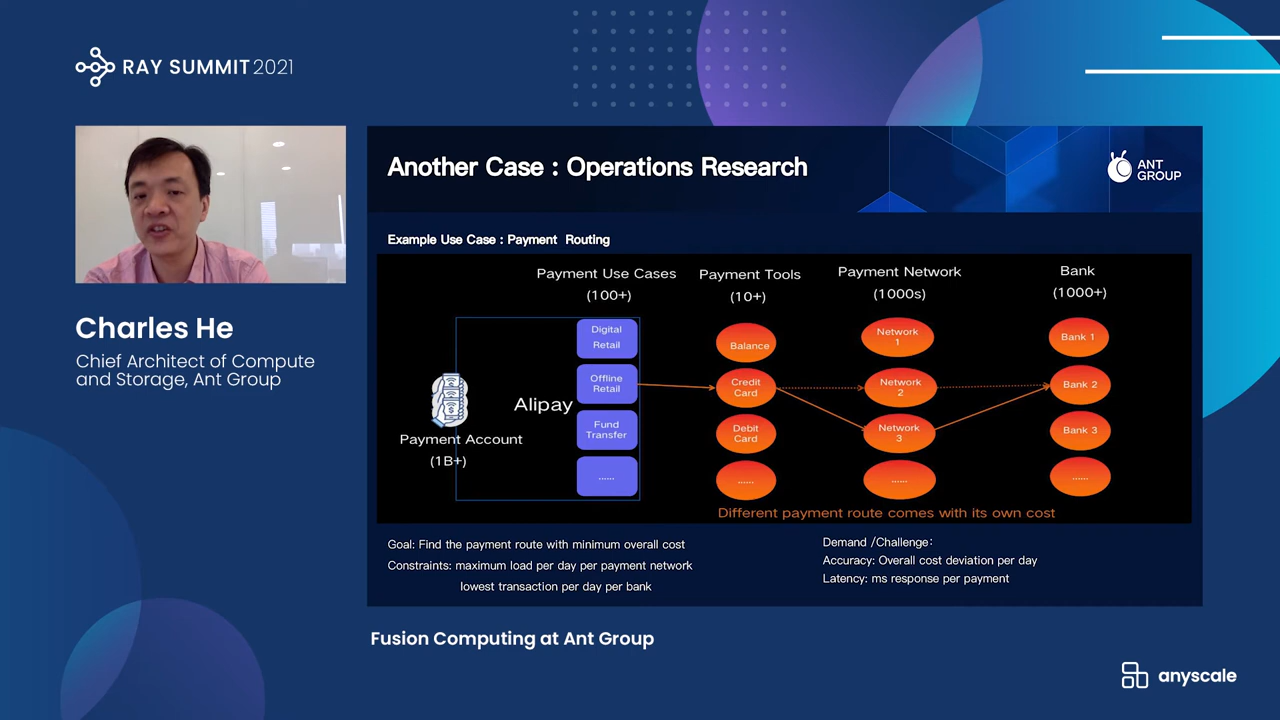 RAY SUMMIT 2021
Charles He
Chief Architect of Compute
and Storage, Ant Group
Another Case : Operations Research
ANT
GROUP
Example Use Case : Payment Routing
Payment Use Cases
(100+)
Payment Tools
(10+)
Payment Network
(1000s)
Bank
(1000+)
Payment Account
(1B+)
Alipay
Digital
Retail
Offline
Retail
Fund
Transfer
......
Balance
Credit
Card
Debit
Card
......
Network
1
Network
2
Network
3
......
Bank 1
Bank 2
Bank 3
......
Different payment route comes with its own cost
Goal: Find the payment route with minimum overall cost
Constraints: maximum load per day per payment network
lowest transaction per day per bank
Demand /Challenge:
Accuracy: Overall cost deviation per day
Latency: ms response per payment
Fusion Computing at Ant Group
anyscale